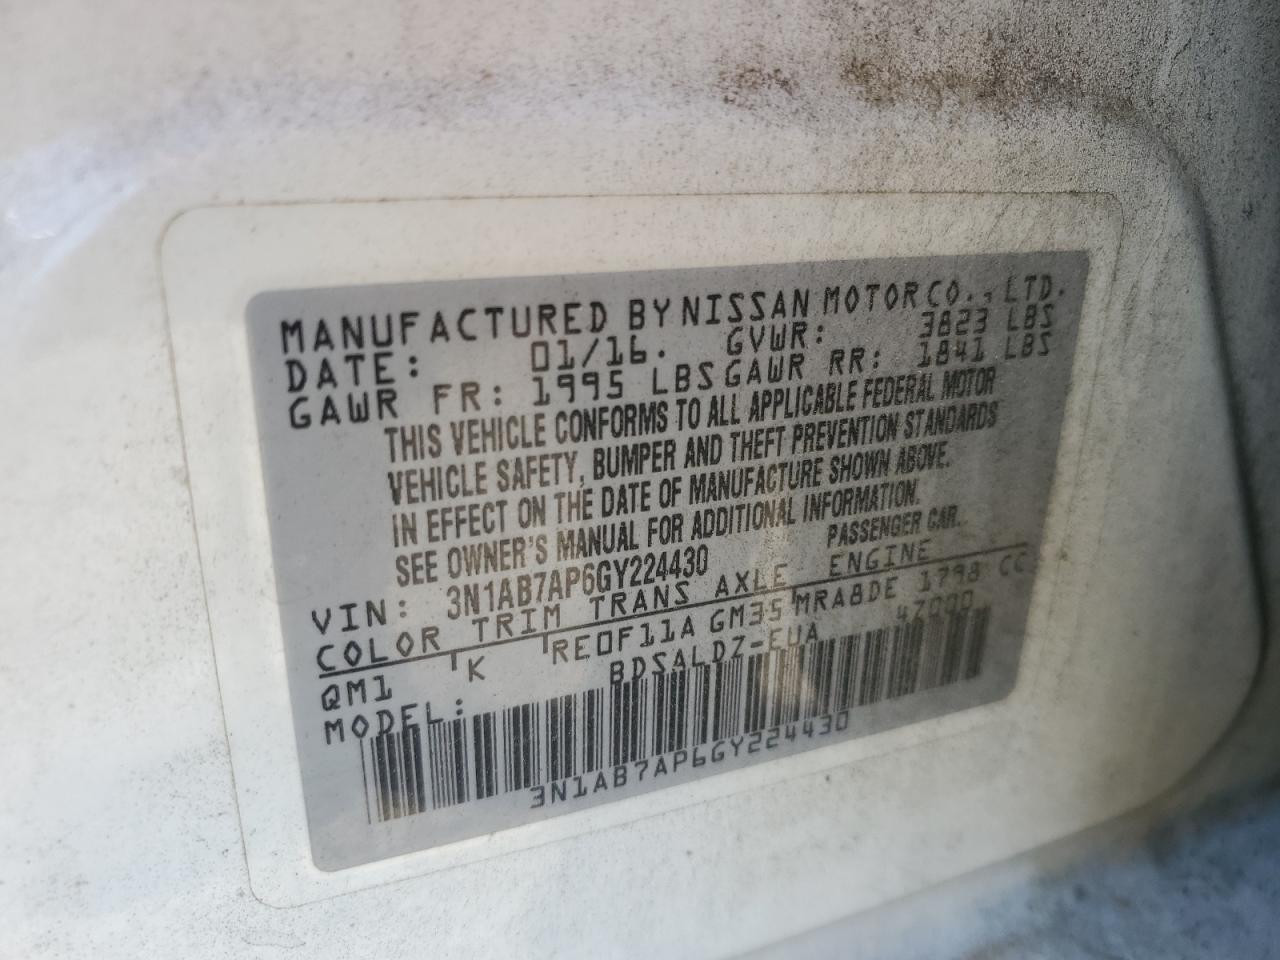 MANUFACTURED BY NISSAN MOTOR CO., LTD.
DATE: 01/16. GVWR: 3823 LBS
GAWR FR: 1995 LBS GAWR RR: 1841 LBS
THIS VEHICLE CONFORMS TO ALL APPLICABLE FEDERAL MOTOR
VEHICLE SAFETY, BUMPER AND THEFT PREVENTION STANDARDS
IN EFFECT ON THE DATE OF MANUFACTURE SHOWN ABOVE.
SEE OWNER'S MANUAL FOR ADDITIONAL INFORMATION.
VIN: 3N1AB7AP6GY224430 PASSENGER CAR.
COLOR TRIM TRANS AXLE ENGINE
QM1 K RE0F11A GM35 MRA8DE 1798 CC
MODEL: BDSALDZ-EUA 47000
3N1AB7AP6GY224430